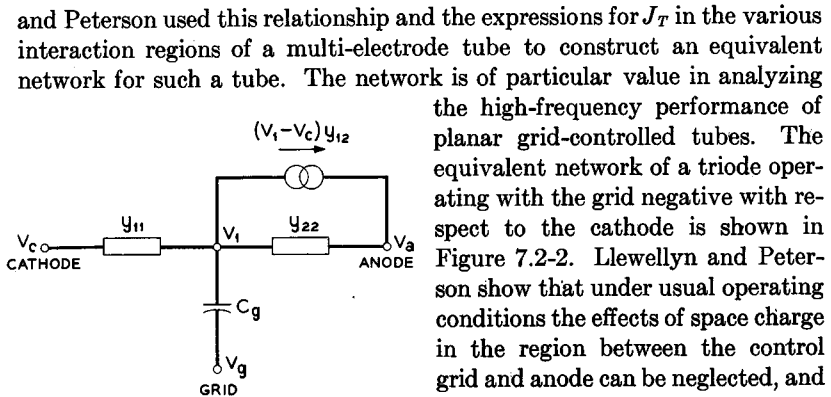 and Peterson used this relationship and the expressions for J_T in the various
interaction regions of a multi-electrode tube to construct an equivalent
network for such a tube. The network is of particular value in analyzing
the high-frequency performance of
planar grid-controlled tubes. The
equivalent network of a triode oper-
ating with the grid negative with re-
spect to the cathode is shown in
Figure 7.2-2. Llewellyn and Peter-
son show that under usual operating
conditions the effects of space charge
in the region between the control
grid and anode can be neglected, and
(V₁-V_c) y₁₂
y₁₁
V₁
y₂₂
V_c
V_a
CATHODE
ANODE
C_g
V_g
GRID